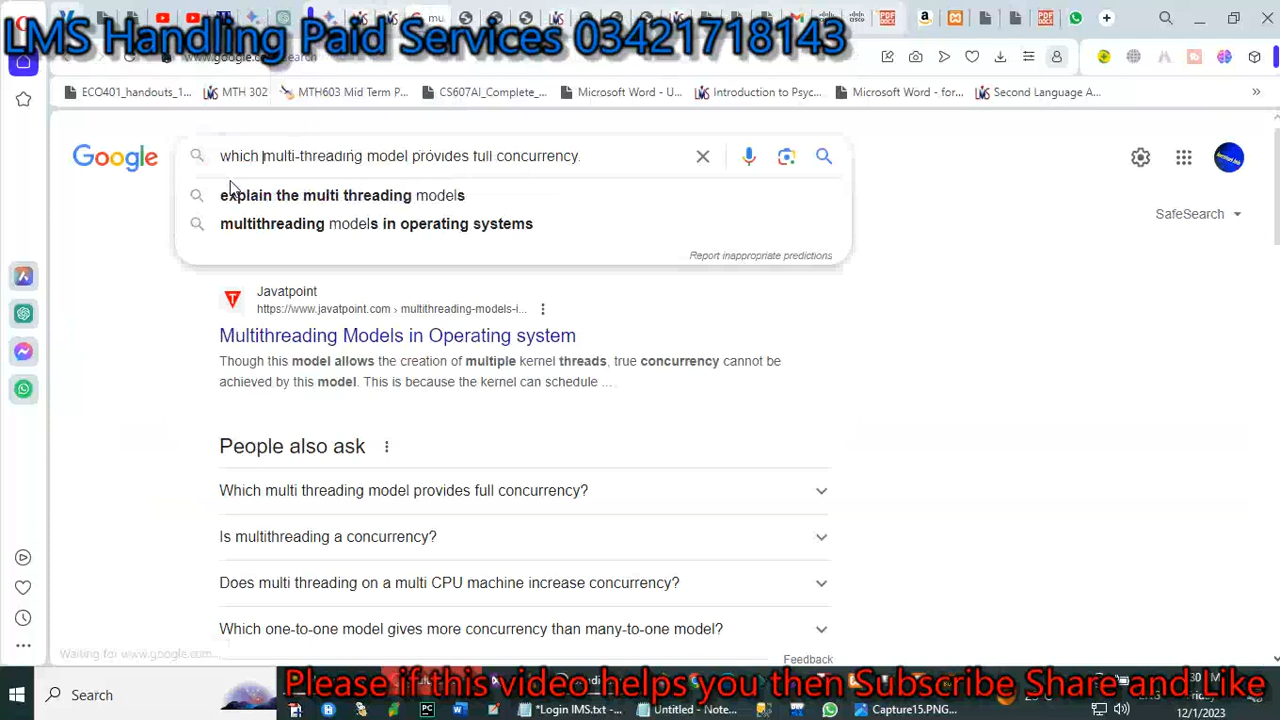 LMS Handling Paid Services 03421718143
ECO401_handouts_1...
MTH 302
MTH603 Mid Term P...
CS607AI_Complete_...
Microsoft Word - U...
Introduction to Psyc...
Microsoft Word - for...
Second Language A...
Google
which multi-threading model provides full concurrency.
explain the multi threading models
multithreading models in operating systems
Report inappropriate predictions
SafeSearch
Javatpoint
https://www.javatpoint.com › multithreading-models-i...
Multithreading Models in Operating system
Though this model allows the creation of multiple kernel threads, true concurrency cannot be
achieved by this model. This is because the kernel can schedule ...
People also ask
Which multi threading model provides full concurrency?
Is multithreading a concurrency?
Does multi threading on a multi CPU machine increase concurrency?
Which one-to-one model gives more concurrency than many-to-one model?
Feedback
Waiting for www.google.com...
Please if this video helps you then Subscribe Share and Like
Search
*Login IMS.txt -...
Untitled - Note...
Capture15.PNG...
12/1/2023